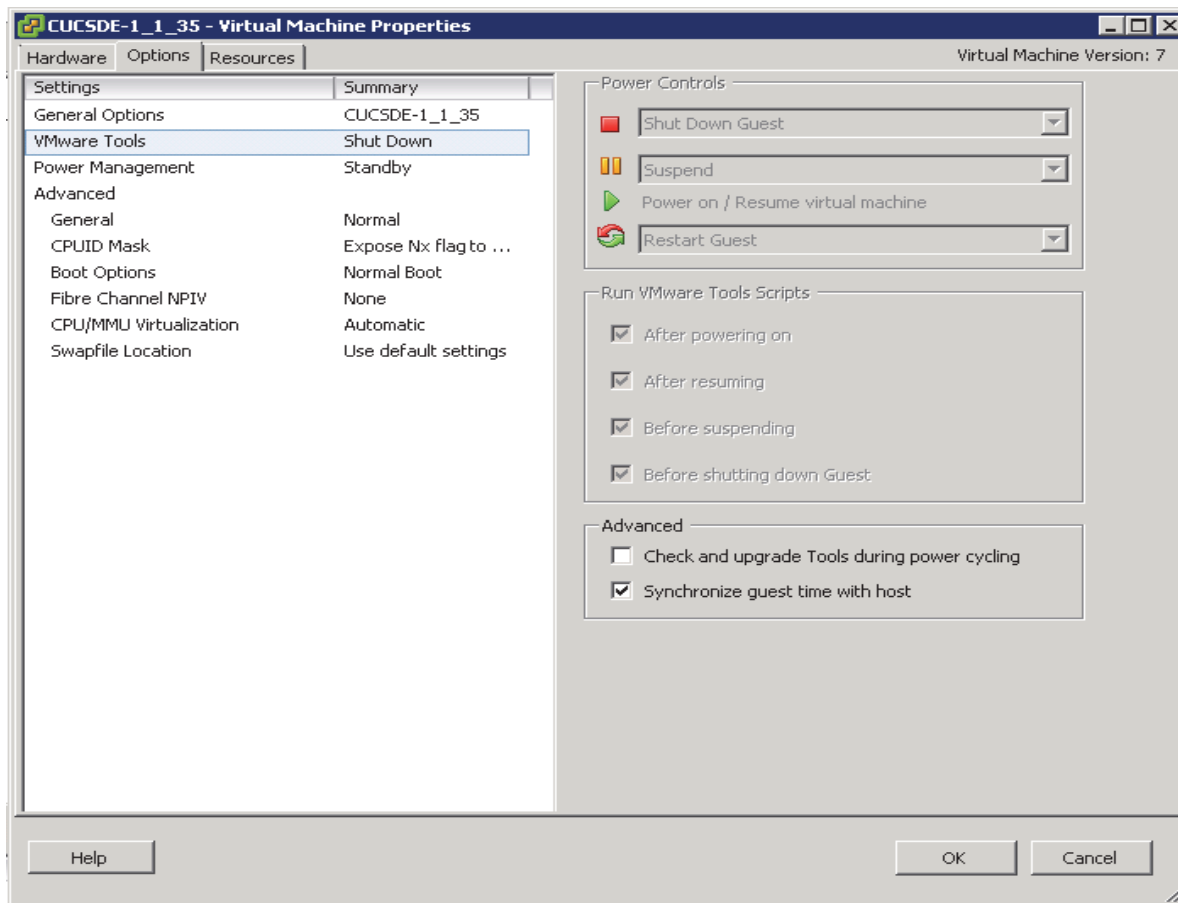 CUCSDE-1_1_35 - Virtual Machine Properties
Hardware Options Resources Virtual Machine Version: 7
Settings Summary
General Options CUCSDE-1_1_35
VMware Tools Shut Down
Power Management Standby
Advanced
General Normal
CPUID Mask Expose Nx flag to ...
Boot Options Normal Boot
Fibre Channel NPIV None
CPU/MMU Virtualization Automatic
Swapfile Location Use default settings
Power Controls
Shut Down Guest
Suspend
Power on / Resume virtual machine
Restart Guest
Run VMware Tools Scripts
After powering on
After resuming
Before suspending
Before shutting down Guest
Advanced
Check and upgrade Tools during power cycling
Synchronize guest time with host
Help OK Cancel